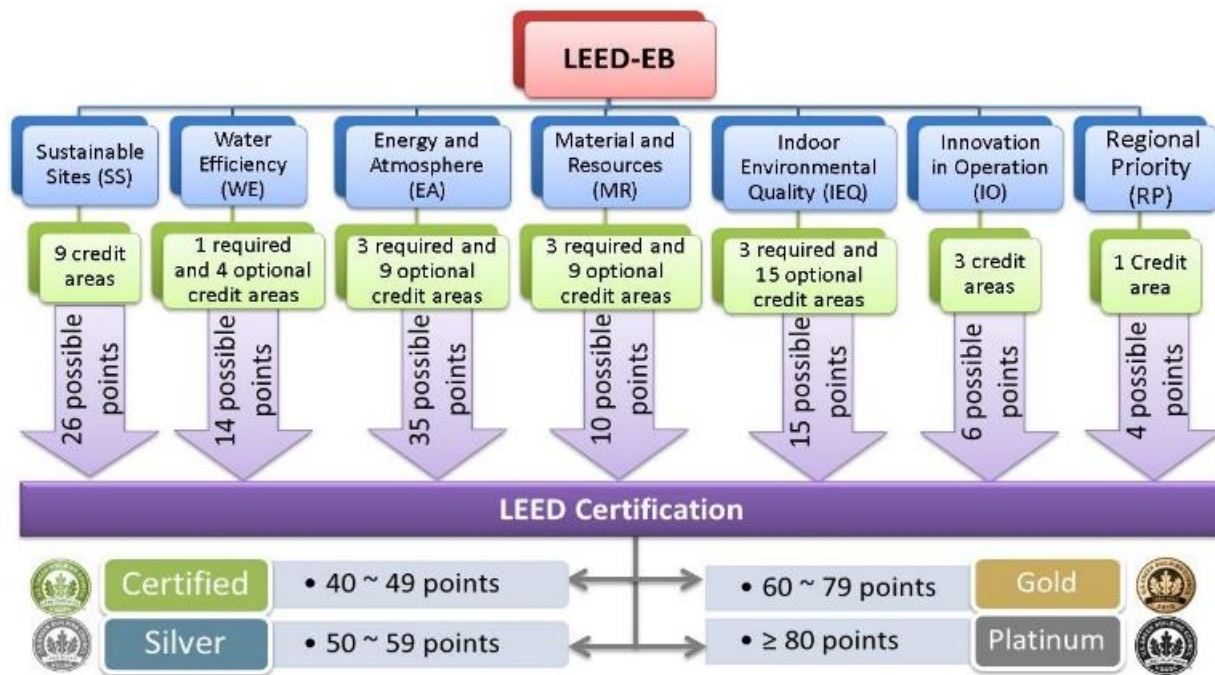 LEED-EB
Sustainable
Sites (SS)
Water
Efficiency
(WE)
Energy and
Atmosphere
(EA)
Material and
Resources
(MR)
Indoor
Environmental
Quality (IEQ)
Innovation
in Operation
(IO)
Regional
Priority
(RP)
9 credit
areas
1 required
and 4 optional
credit areas
3 required and
9 optional
credit areas
3 required and
9 optional
credit areas
3 required and
15 optional
credit areas
3 credit
areas
1 Credit
area
26 possible
points
14 possible
points
35 possible
points
10 possible
points
15 possible
points
6 possible
points
4 possible
points
LEED Certification
Certified
• 40 ~ 49 points
• 60 ~ 79 points
Gold
Silver
• 50 ~ 59 points
• ≥ 80 points
Platinum